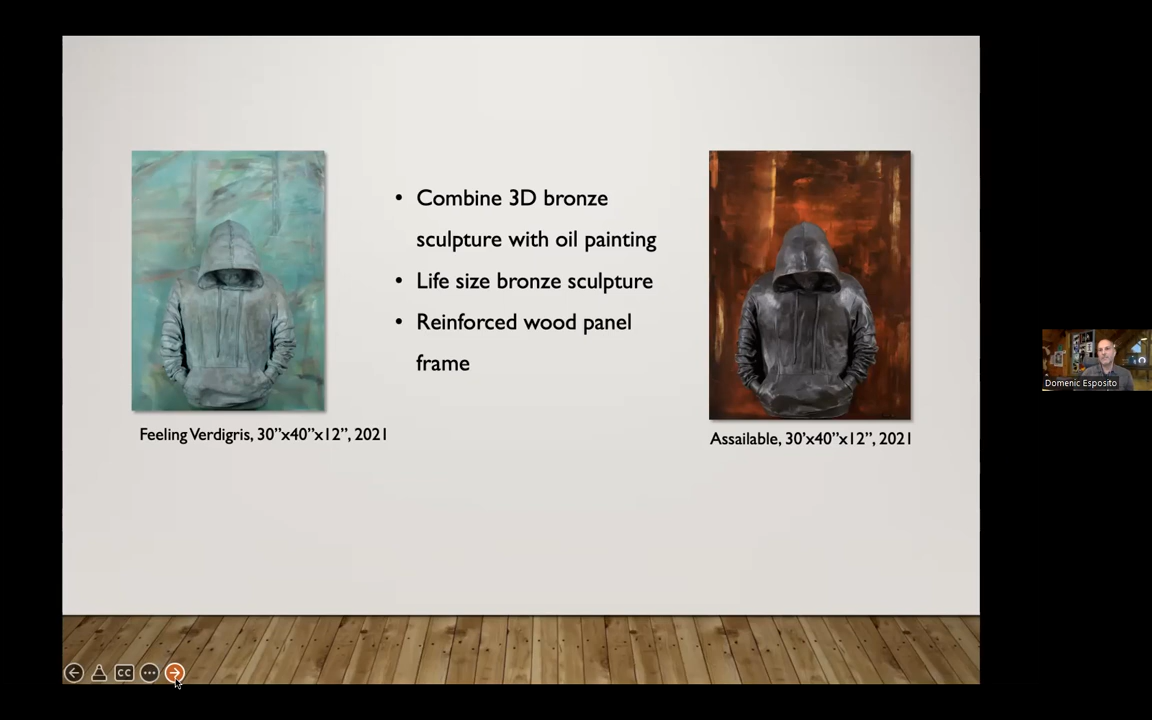 • Combine 3D bronze
sculpture with oil painting
• Life size bronze sculpture
• Reinforced wood panel
frame
Feeling Verdigris, 30”x40”x12”, 2021
Assailable, 30’x40”x12”, 2021
Domenic Esposito
CC